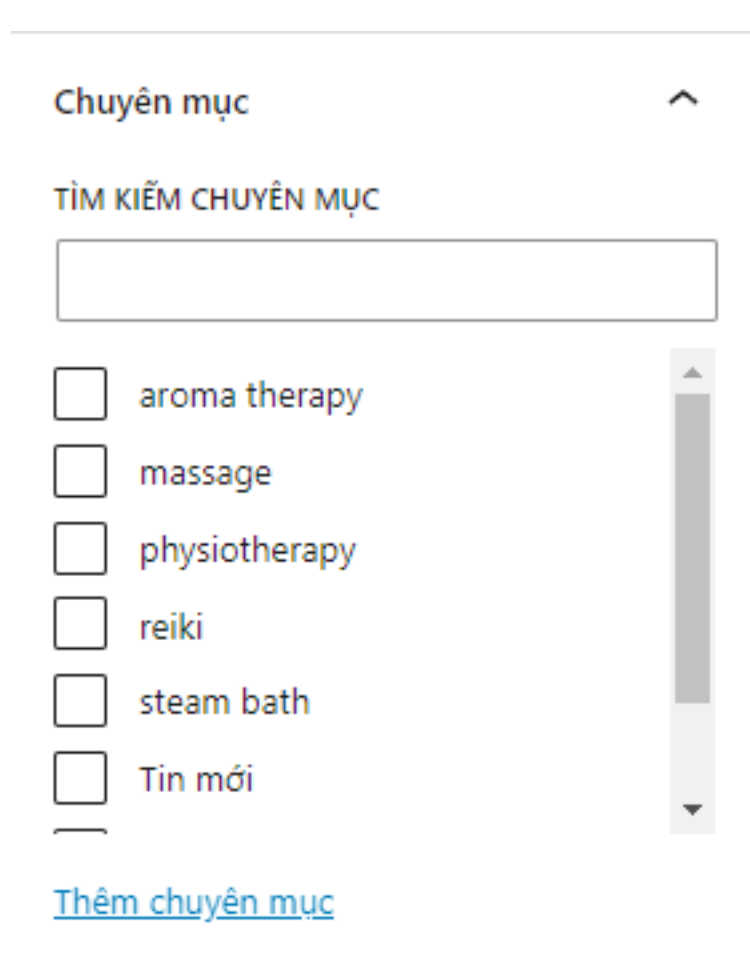 Chuyên mục
TÌM KIẾM CHUYÊN MỤC
aroma therapy
massage
physiotherapy
reiki
steam bath
Tin mới
Thêm chuyên mục